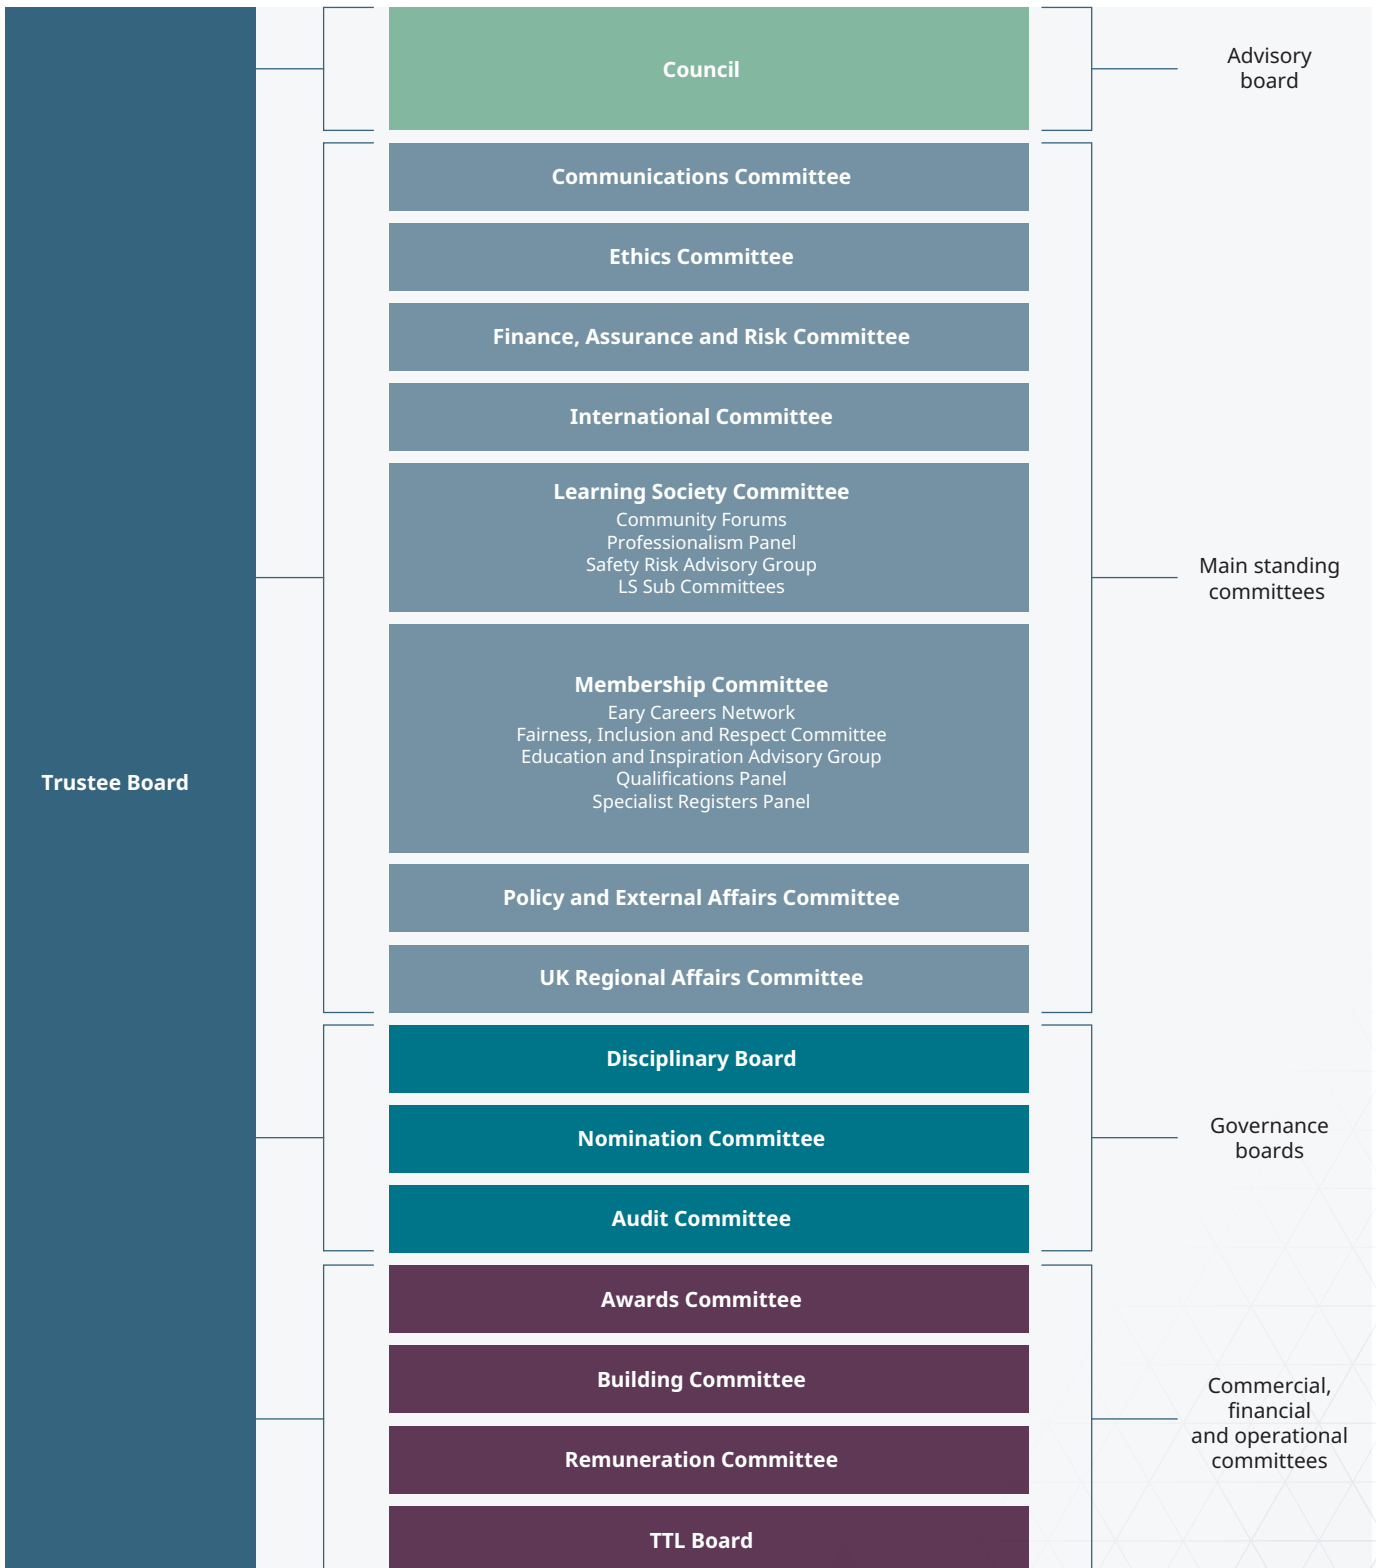 Council
Advisory
board
Communications Committee
Ethics Committee
Finance, Assurance and Risk Committee
International Committee
Learning Society Committee
Community Forums
Professionalism Panel
Safety Risk Advisory Group
LS Sub Committees
Main standing
committees
Membership Committee
Eary Careers Network
Fairness, Inclusion and Respect Committee
Education and Inspiration Advisory Group
Qualifications Panel
Specialist Registers Panel
Trustee Board
Policy and External Affairs Committee
UK Regional Affairs Committee
Disciplinary Board
Nomination Committee
Audit Committee
Governance
boards
Awards Committee
Building Committee
Remuneration Committee
TTL Board
Commercial,
financial
and operational
committees